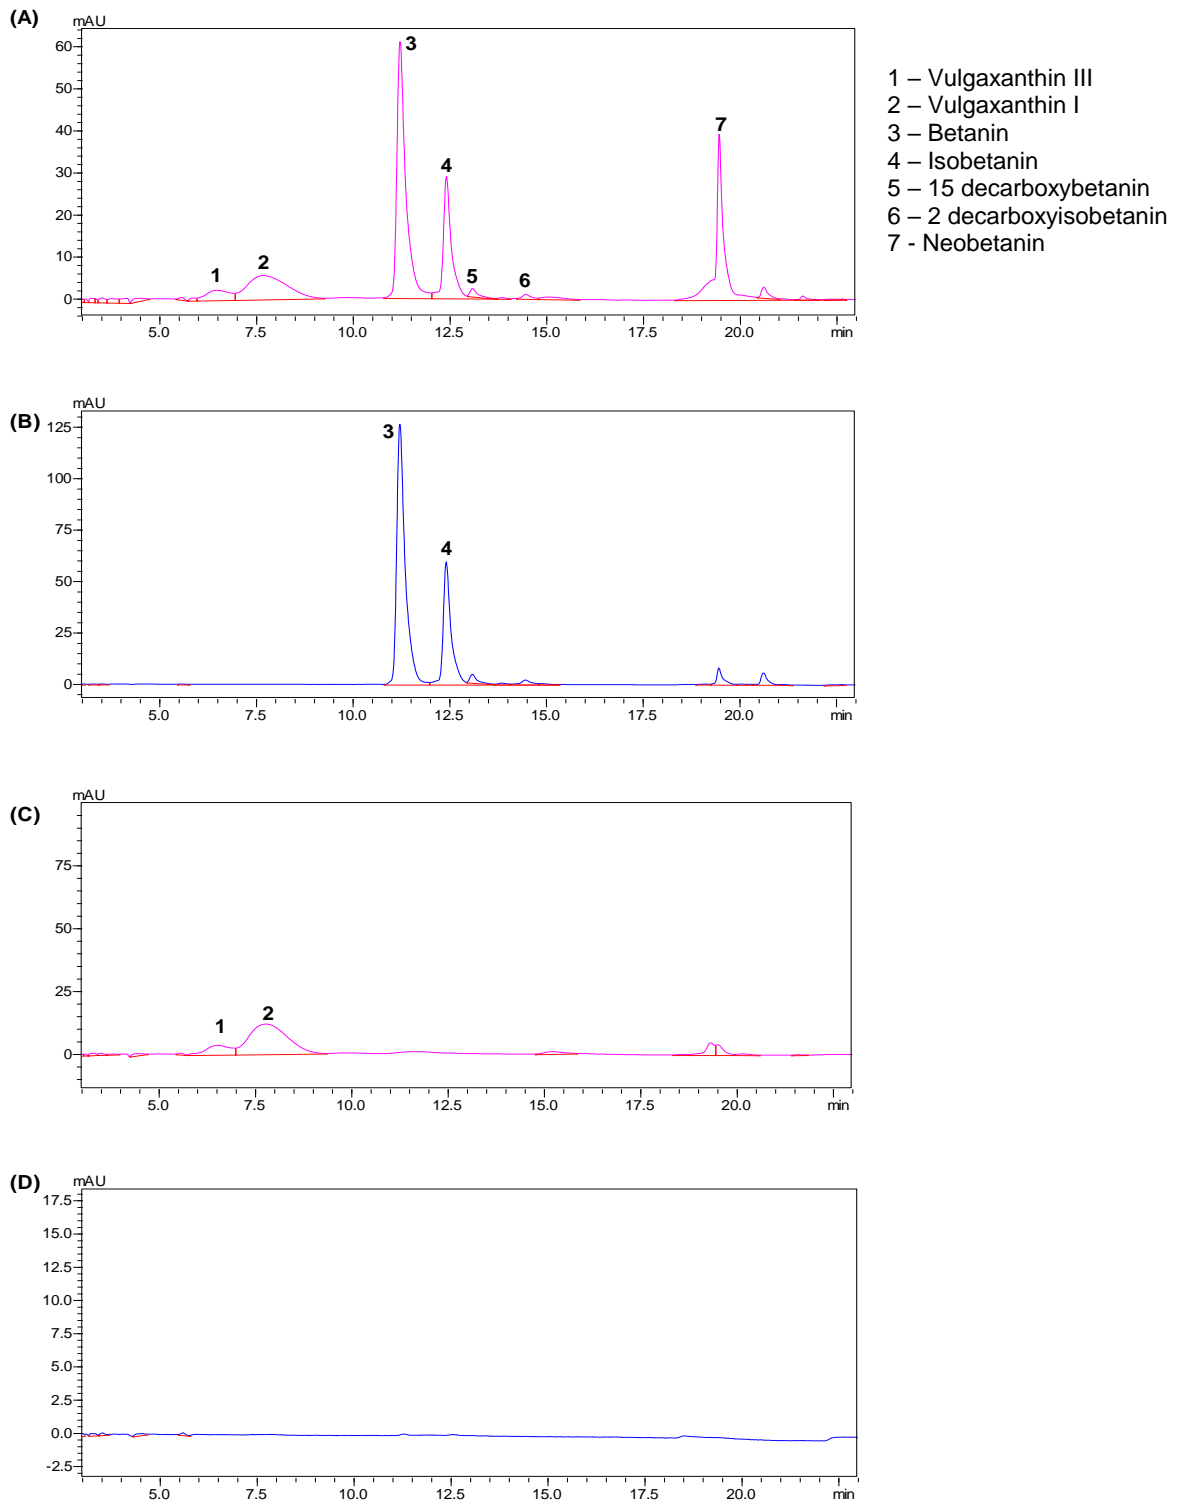 (A)
mAU
60
50
40
30
20
10
0
1
2
3
4
5
6
7
5.0 7.5 10.0 12.5 15.0 17.5 20.0 min
1 – Vulgaxanthin III
2 – Vulgaxanthin I
3 – Betanin
4 – Isobetanin
5 – 15 decarboxybetanin
6 – 2 decarboxyisobetanin
7 - Neobetanin
(B)
mAU
125
100
75
50
25
0
3
4
5.0 7.5 10.0 12.5 15.0 17.5 20.0 min
(C)
mAU
75
50
25
0
1
2
5.0 7.5 10.0 12.5 15.0 17.5 20.0 min
(D)
mAU
17.5
15.0
12.5
10.0
7.5
5.0
2.5
0.0
-2.5
5.0 7.5 10.0 12.5 15.0 17.5 20.0 min